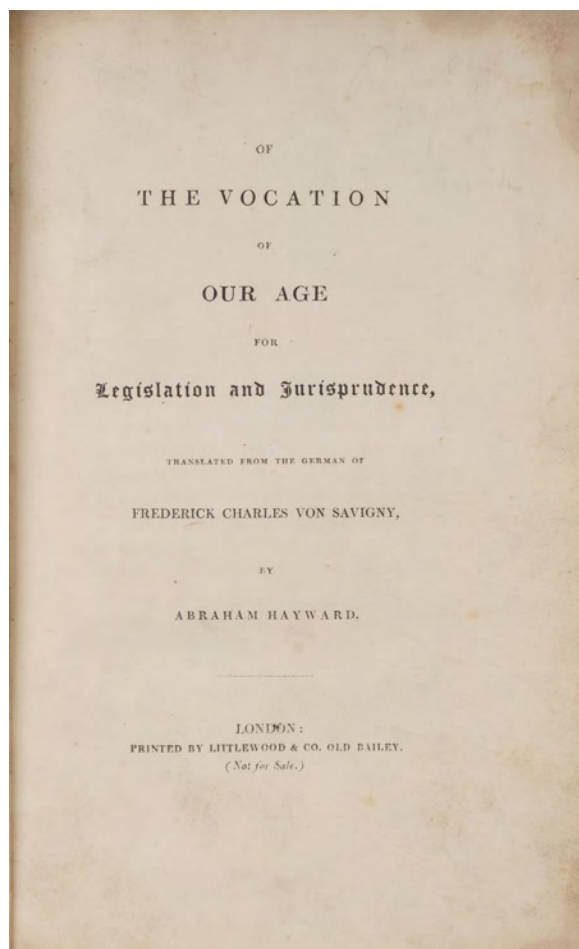 OF
THE VOCATION
OF
OUR AGE
FOR
Legislation and Jurisprudence,
TRANSLATED FROM THE GERMAN OF
FREDERICK CHARLES VON SAVIGNY,
BY
ABRAHAM HAYWARD.
LONDON:
PRINTED BY LITTLEWOOD & CO. OLD BAILEY.
(Not for Sale.)